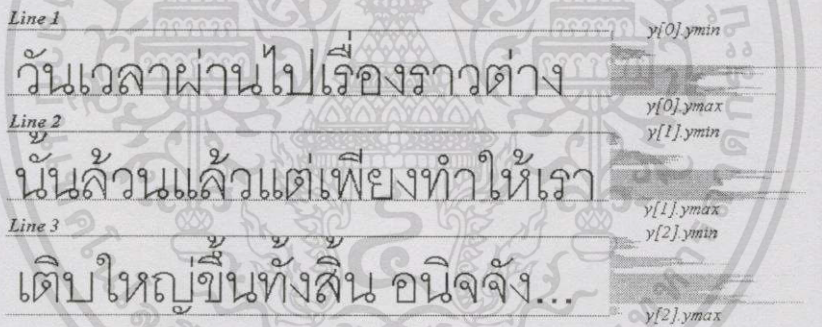 Line 1
y[0].ymin
วันเวลาผ่านไปเรื่องราวต่าง
y[0].ymax
Line 2
y[1].ymin
นั้นล้วนแล้วแต่เพียงทำให้เรา
y[1].ymax
Line 3
y[2].ymin
เติบใหญ่ขึ้นทั้งสิ้น อนิจจัง...
y[2].ymax